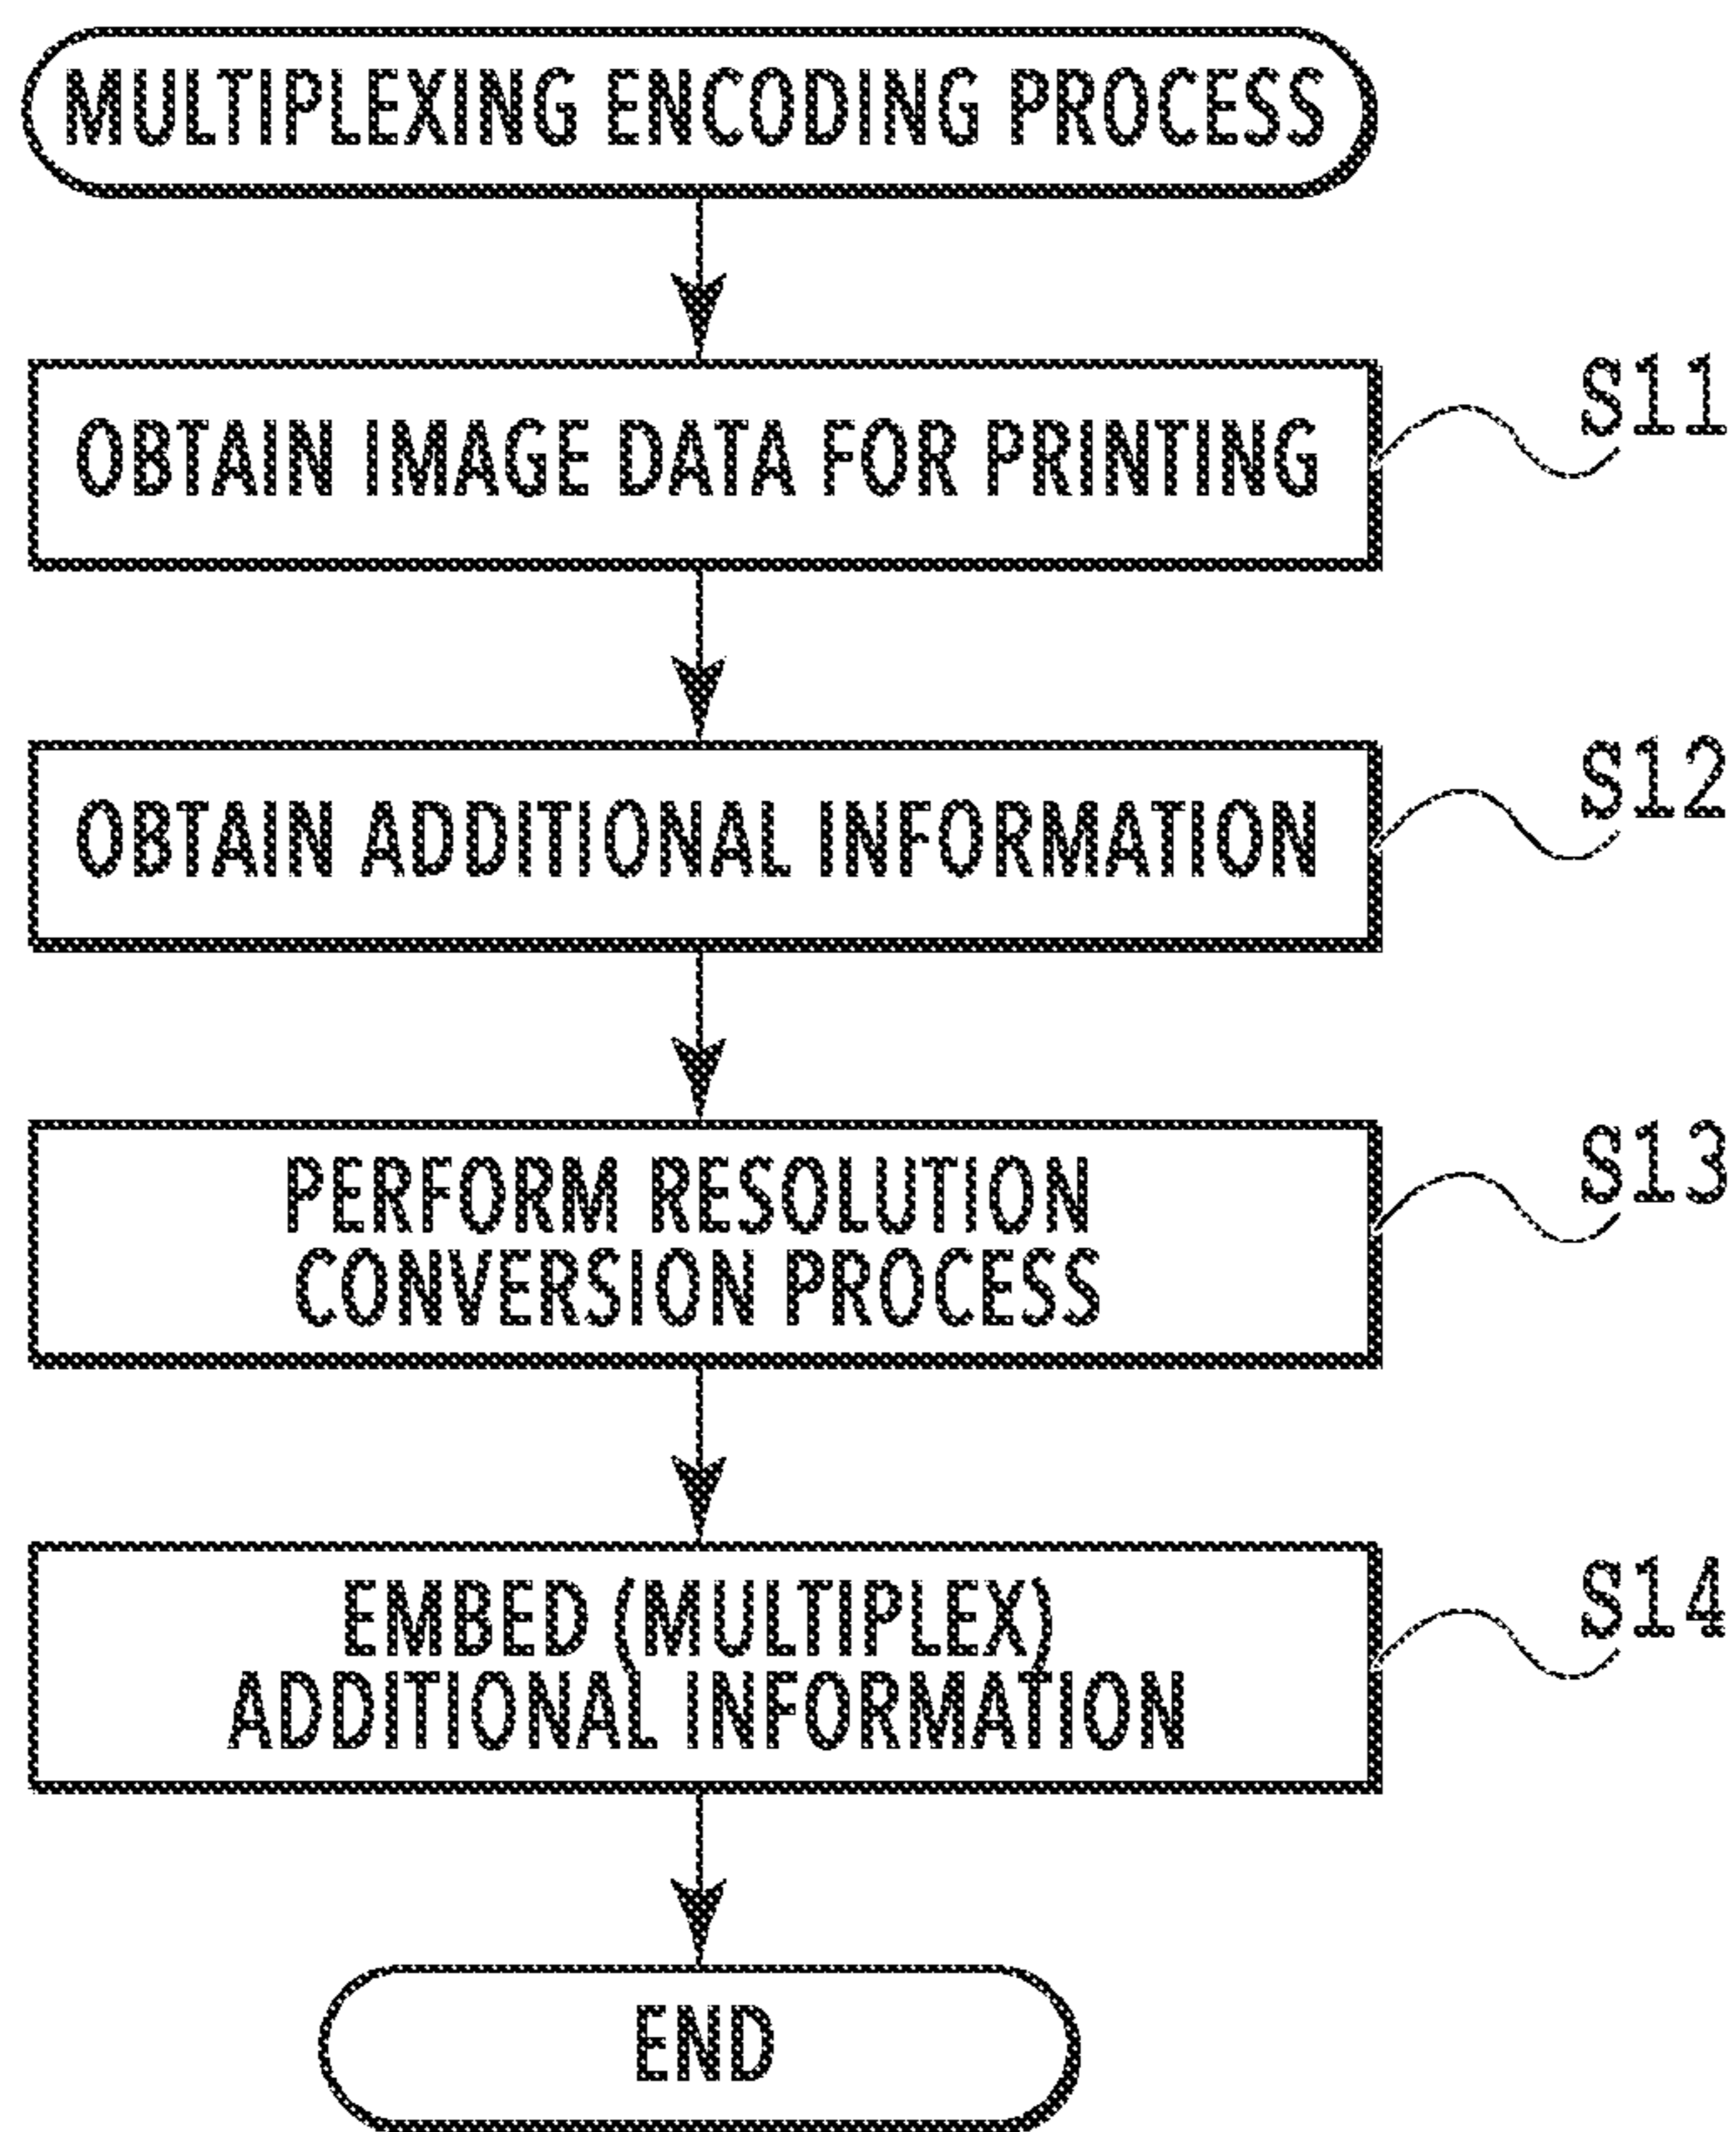 MULTIPLEXING ENCODING PROCESS
OBTAIN IMAGE DATA FOR PRINTING
S11
OBTAIN ADDITIONAL INFORMATION
S12
PERFORM RESOLUTION
CONVERSION PROCESS
S13
EMBED (MULTIPLEX)
ADDITIONAL INFORMATION
S14
END